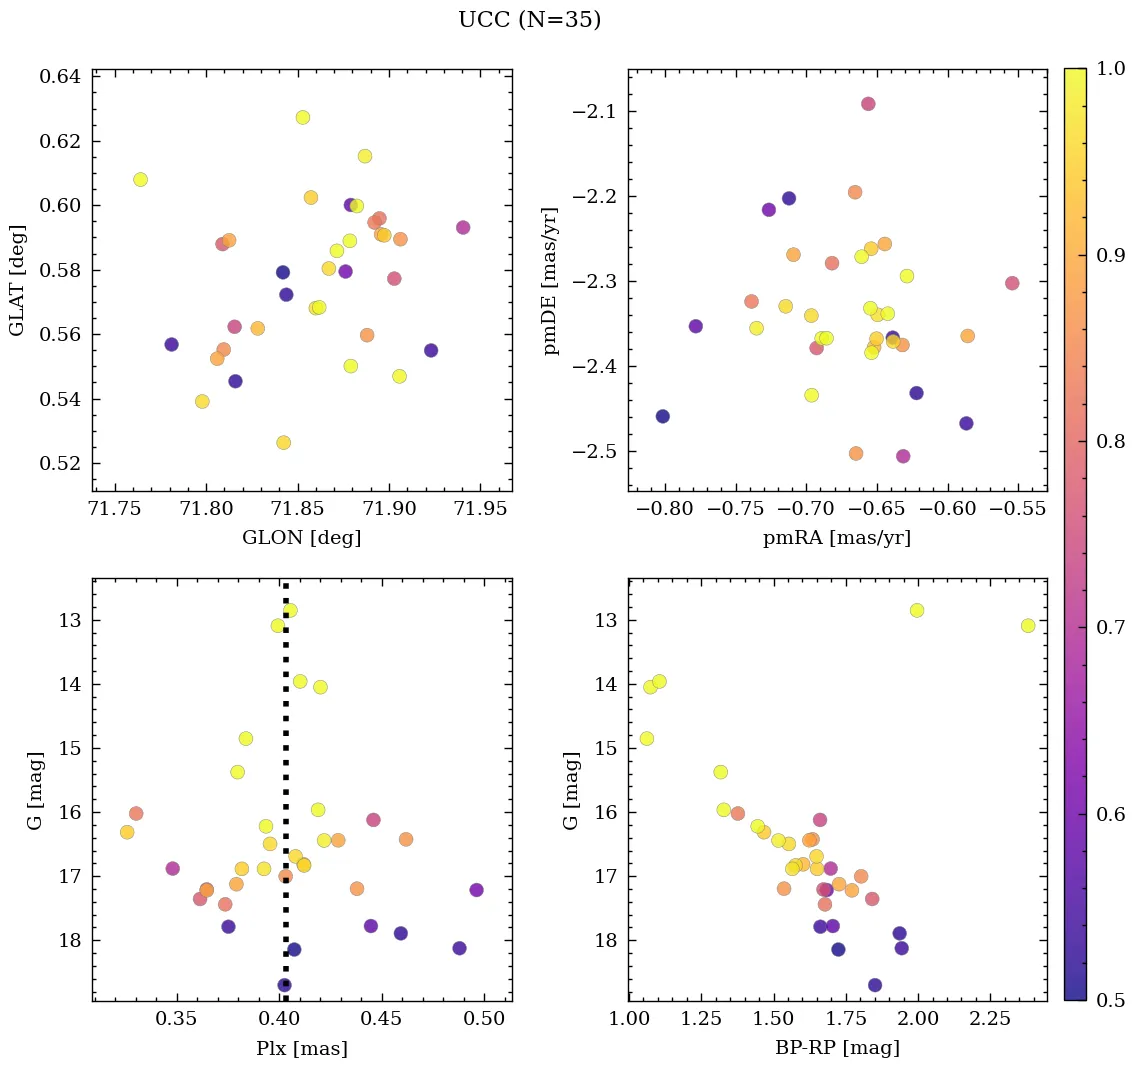 UCC (N=35)
0.64
0.62
0.60
0.58
0.56
0.54
0.52
GLAT [deg]
71.75 71.80 71.85 71.90 71.95
GLON [deg]
−2.1
−2.2
−2.3
−2.4
−2.5
pmDE [mas/yr]
−0.80 −0.75 −0.70 −0.65 −0.60 −0.55
pmRA [mas/yr]
1.0
0.9
0.8
0.7
0.6
0.5
13
14
15
16
17
18
G [mag]
0.35 0.40 0.45 0.50
Plx [mas]
13
14
15
16
17
18
G [mag]
1.00 1.25 1.50 1.75 2.00 2.25
BP-RP [mag]